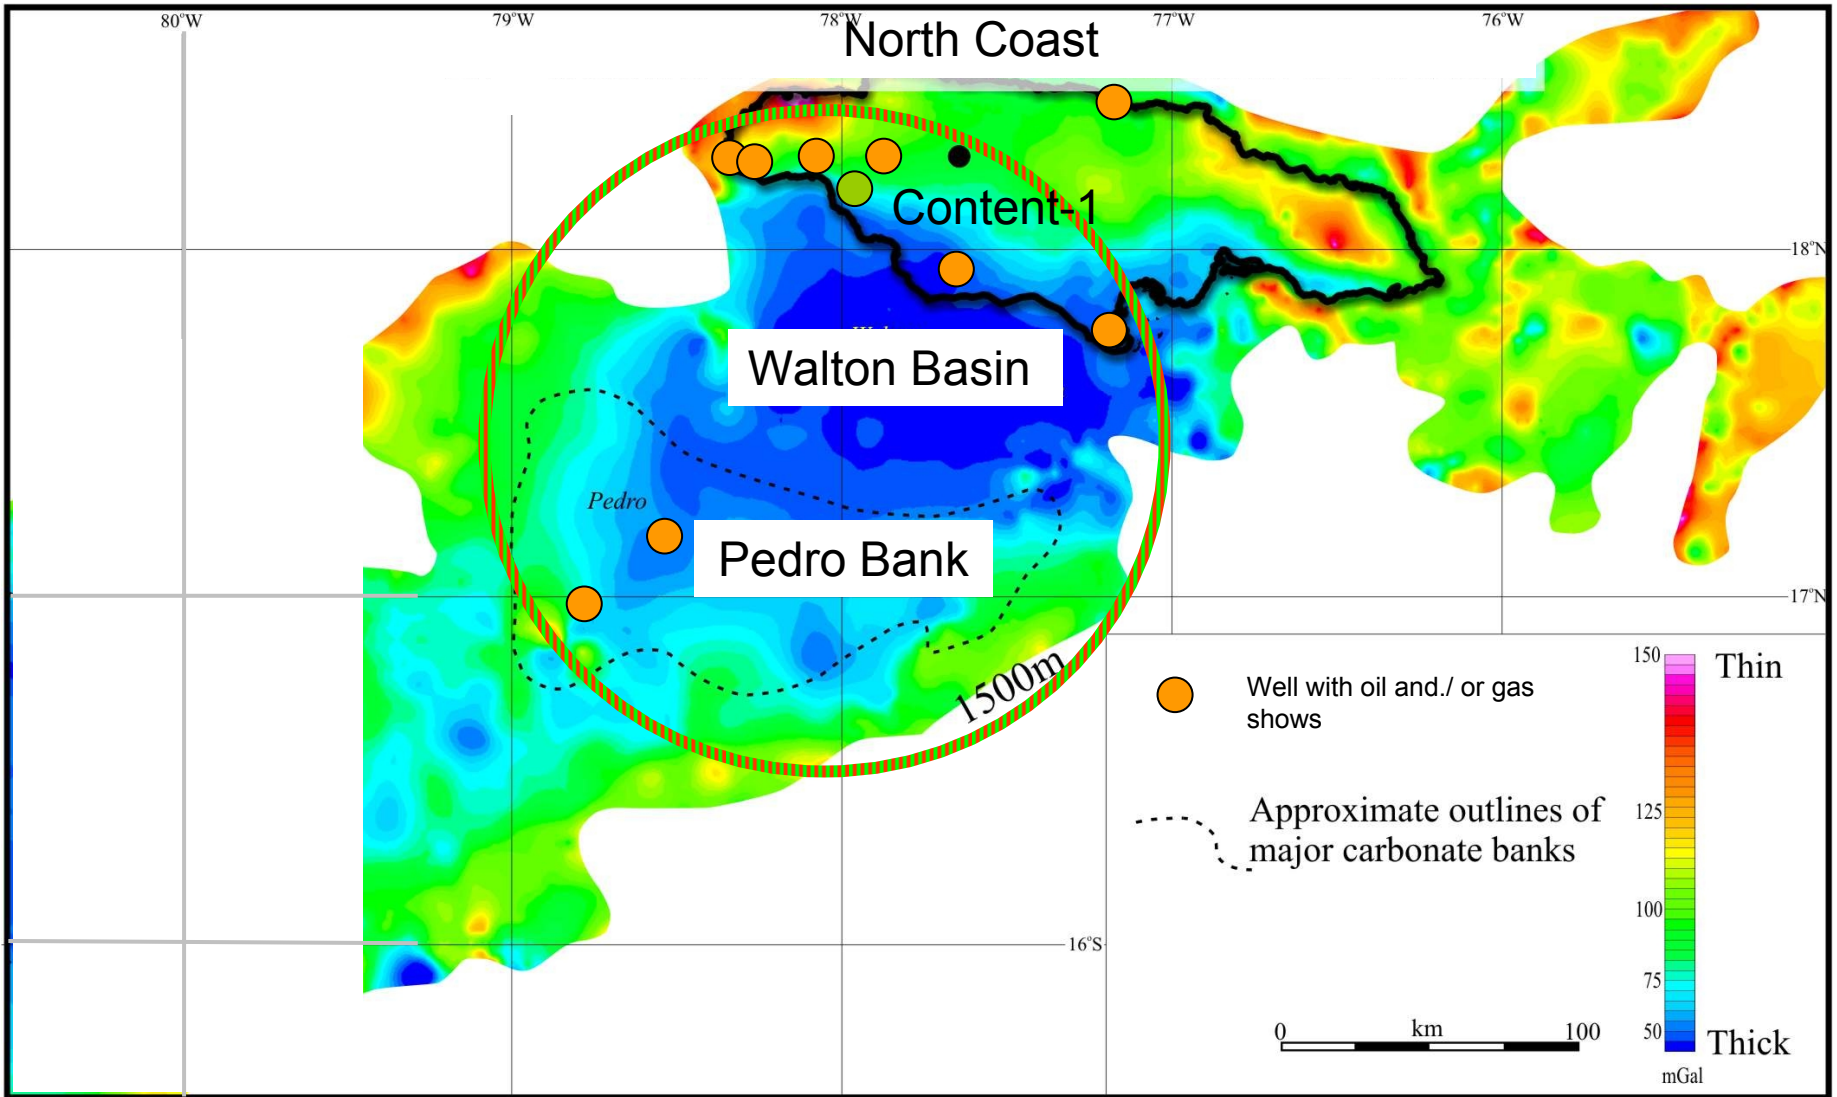 80°W
79°W
78°W
77°W
76°W
North Coast
Content-1
18°N
Walton Basin
Pedro
Pedro Bank
17°N
1500m
150
Thin
Well with oil and./ or gas
shows
125
Approximate outlines of
major carbonate banks
100
16°S
75
50
0
km
100
Thick
mGal